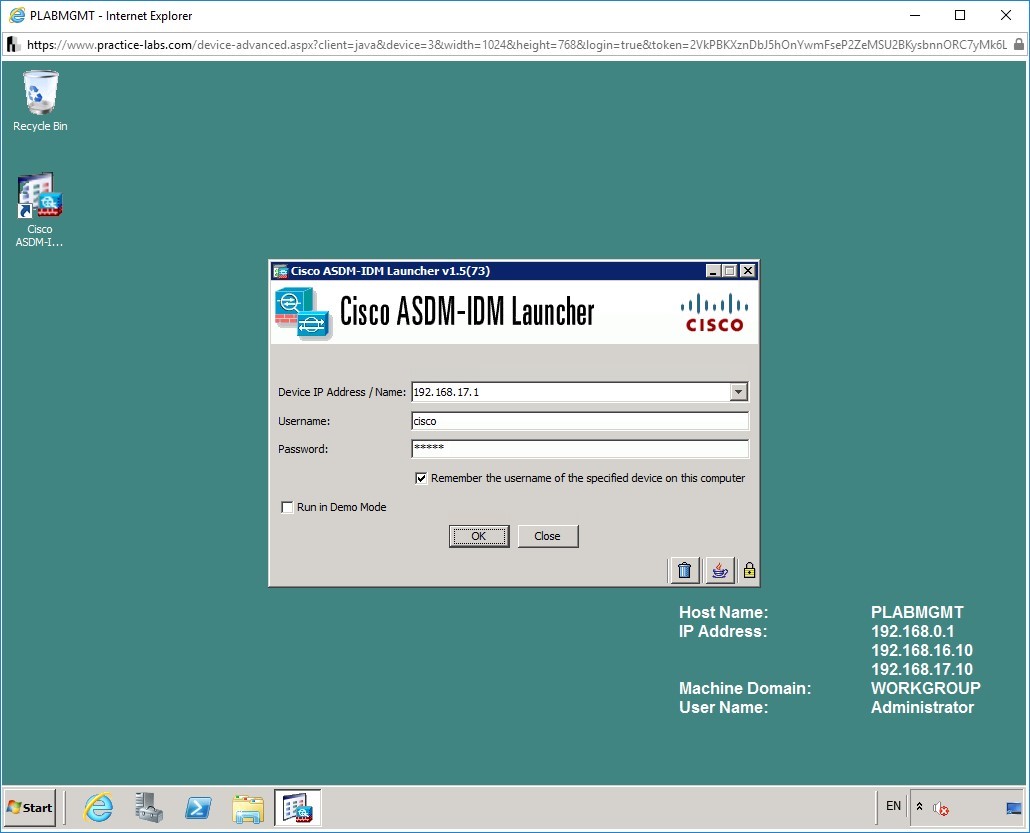 PLABMGMT - Internet Explorer
https://www.practice-labs.com/device-advanced.aspx?client=java&device=3&width=1024&height=768&login=true&token=2VkPBKXznDbJ5hOnYwmFseP2ZeMSU2BKysbnnORC7yMk6L
Recycle Bin
Cisco
ASDM-I...
Cisco ASDM-IDM Launcher v1.5(73)
Cisco ASDM-IDM Launcher
CISCO
Device IP Address / Name: 192.168.17.1
Username: cisco
Password: *****
Remember the username of the specified device on this computer
Run in Demo Mode
OK Close
Host Name: PLABMGMT
IP Address: 192.168.0.1
192.168.16.10
192.168.17.10
Machine Domain: WORKGROUP
User Name: Administrator
Start EN